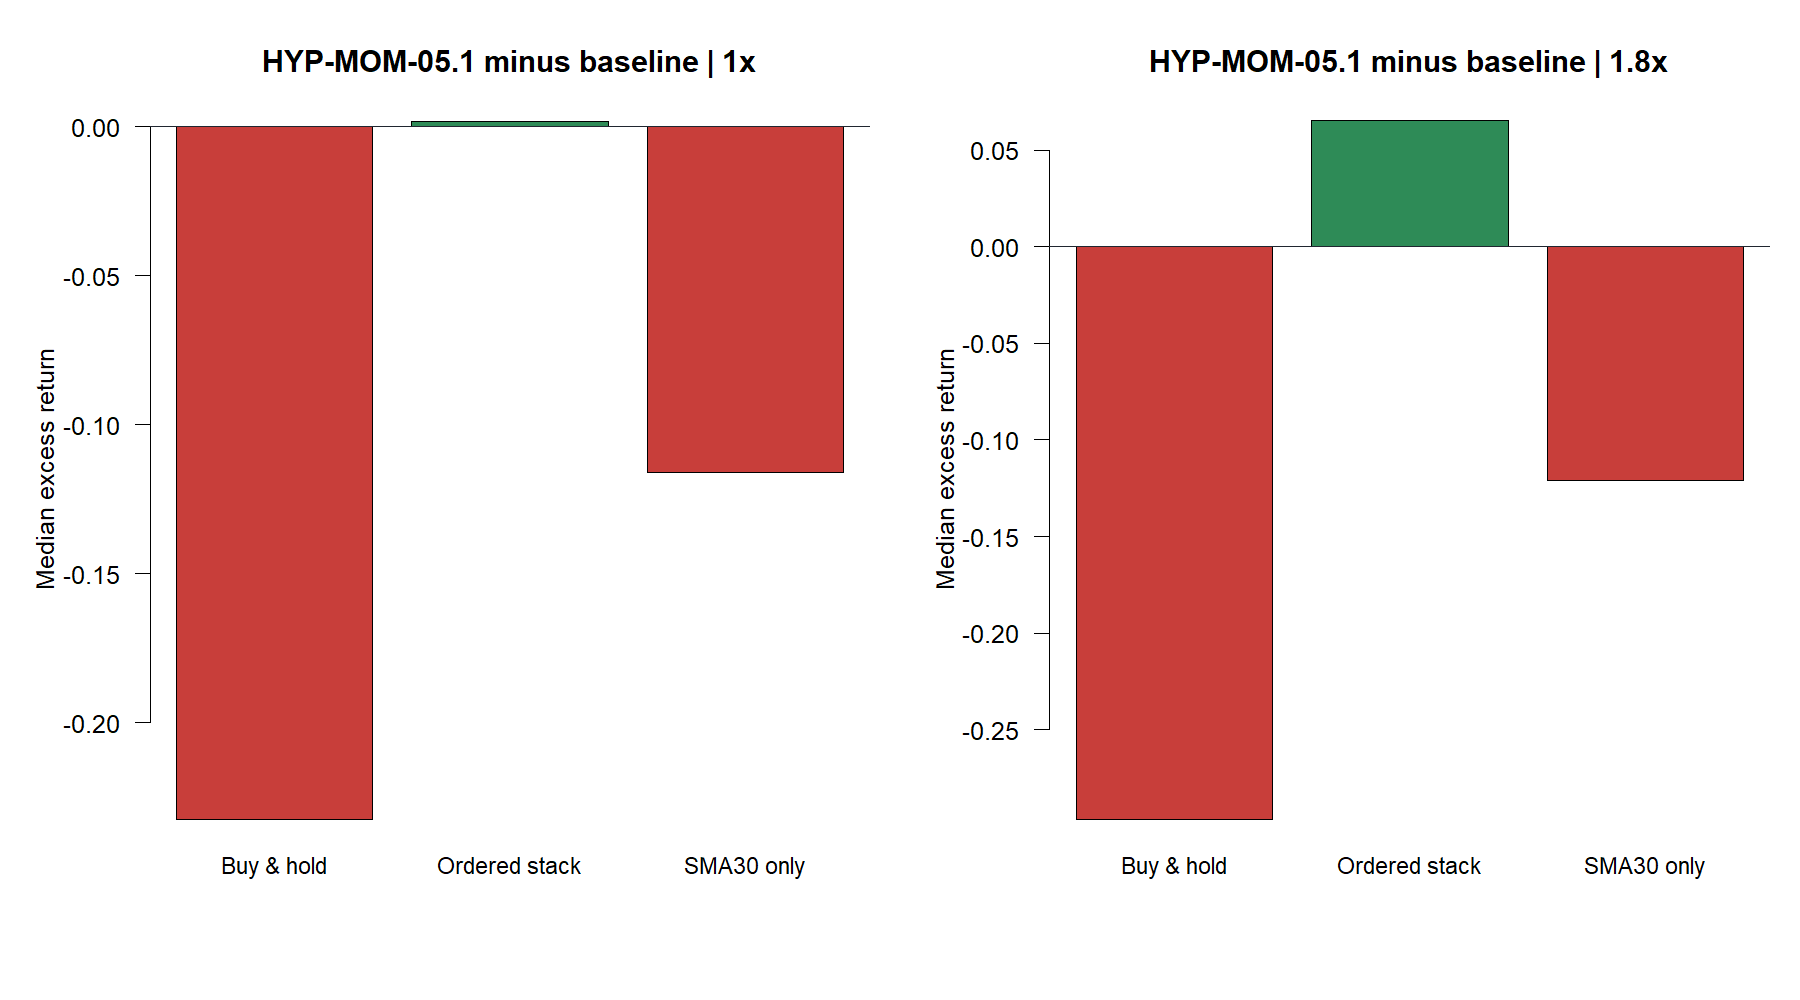 HYP-MOM-05.1 minus baseline | 1x
Median excess return
0.00
-0.05
-0.10
-0.15
-0.20
Buy & hold
Ordered stack
SMA30 only
HYP-MOM-05.1 minus baseline | 1.8x
Median excess return
0.05
0.00
-0.05
-0.10
-0.15
-0.20
-0.25
Buy & hold
Ordered stack
SMA30 only